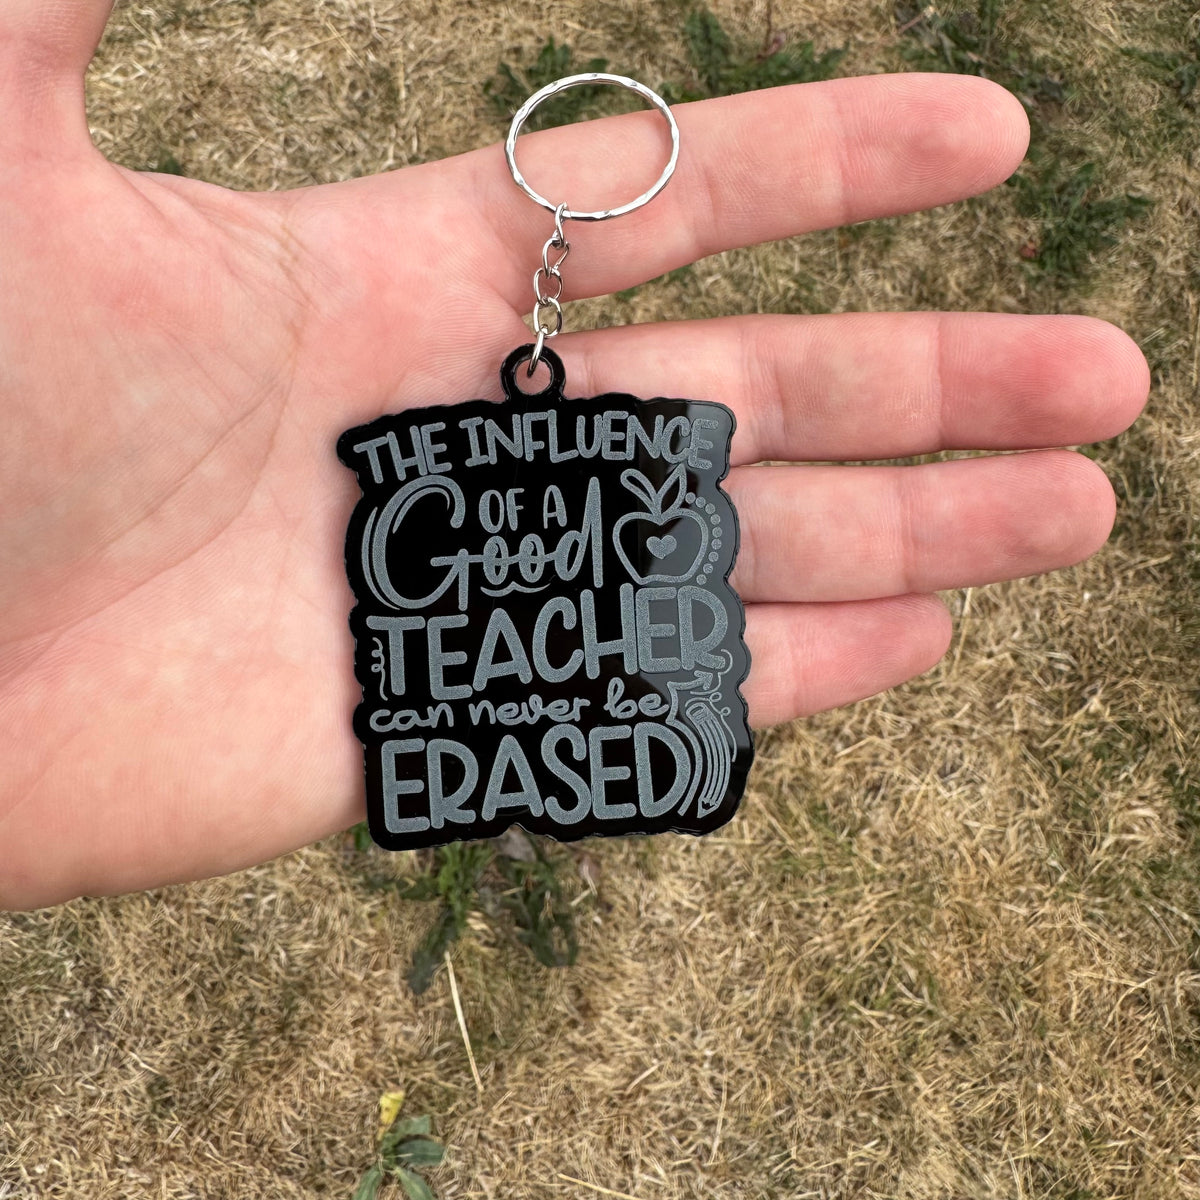 THE INFLUENCE
OF A
Good
TEACHER
can never be
ERASED